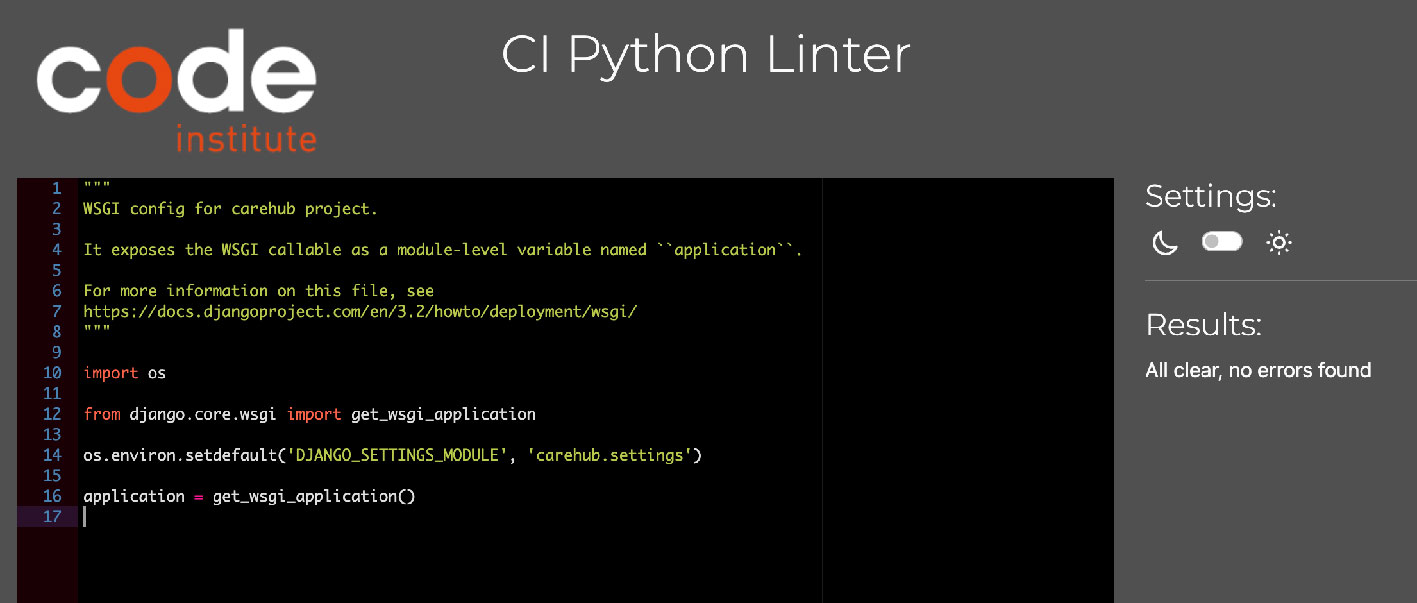 code
institute
CI Python Linter
1 """
2 WSGI config for carehub project.
3
4 It exposes the WSGI callable as a module-level variable named ``application``.
5
6 For more information on this file, see
7 https://docs.djangoproject.com/en/3.2/howto/deployment/wsgi/
8 """
9
10 import os
11
12 from django.core.wsgi import get_wsgi_application
13
14 os.environ.setdefault('DJANGO_SETTINGS_MODULE', 'carehub.settings')
15
16 application = get_wsgi_application()
17
Settings:
Results:
All clear, no errors found